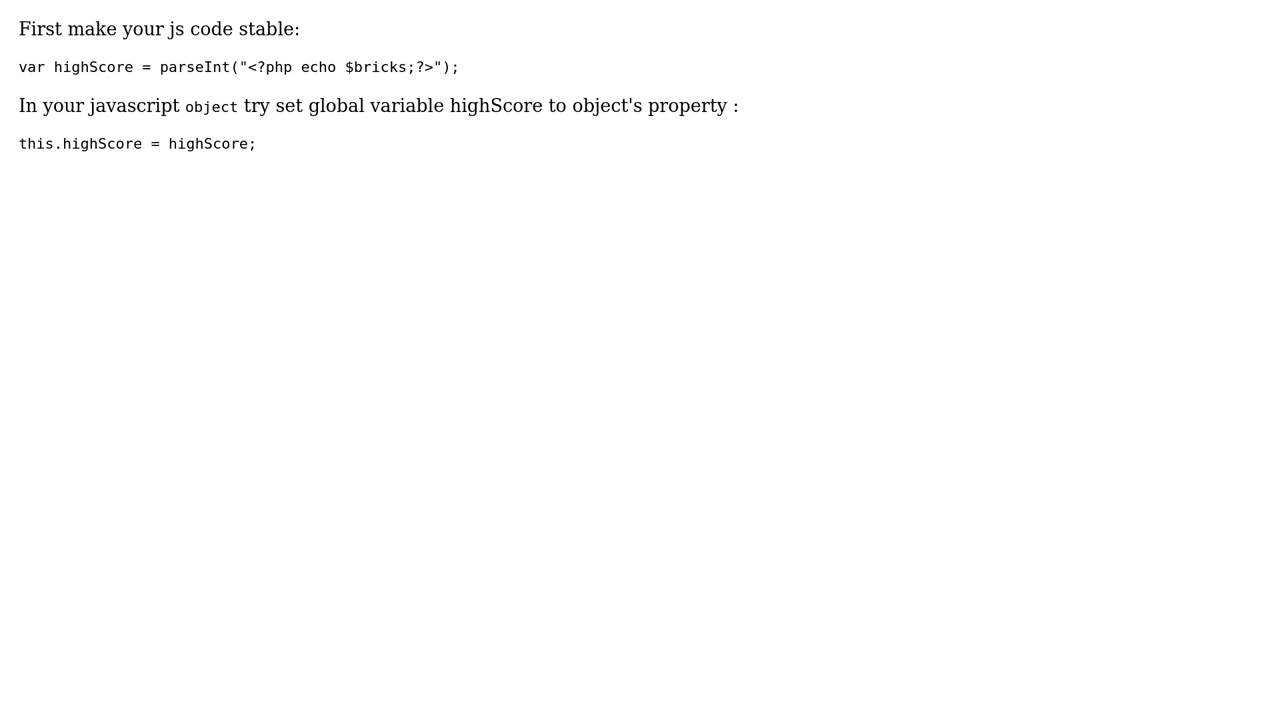 First make your js code stable:
var highScore = parseInt("<?php echo $bricks;?>");
In your javascript object try set global variable highScore to object's property :
this.highScore = highScore;